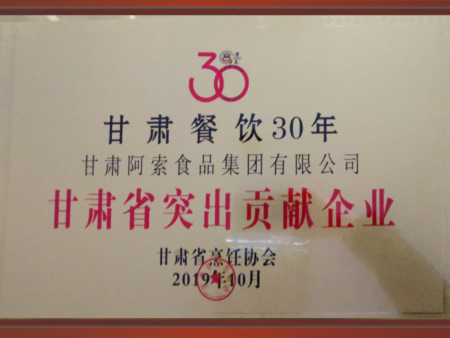 30
甘肃餐饮30年
甘肃阿索食品集团有限公司
甘肃省突出贡献企业
甘肃省烹饪协会
2019年10月